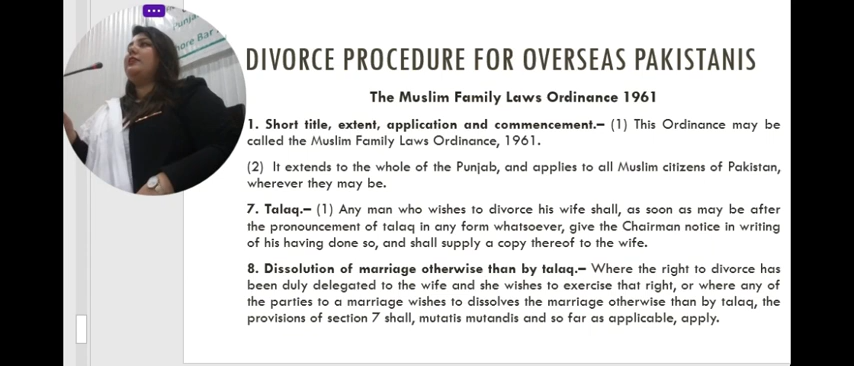 Punja
hore Bar
DIVORCE PROCEDURE FOR OVERSEAS PAKISTANIS
The Muslim Family Laws Ordinance 1961
1. Short title, extent, application and commencement.– (1) This Ordinance may be
called the Muslim Family Laws Ordinance, 1961.
(2) It extends to the whole of the Punjab, and applies to all Muslim citizens of Pakistan,
wherever they may be.
7. Talaq.– (1) Any man who wishes to divorce his wife shall, as soon as may be after
the pronouncement of talaq in any form whatsoever, give the Chairman notice in writing
of his having done so, and shall supply a copy thereof to the wife.
8. Dissolution of marriage otherwise than by talaq.– Where the right to divorce has
been duly delegated to the wife and she wishes to exercise that right, or where any of
the parties to a marriage wishes to dissolves the marriage otherwise than by talaq, the
provisions of section 7 shall, mutatis mutandis and so far as applicable, apply.